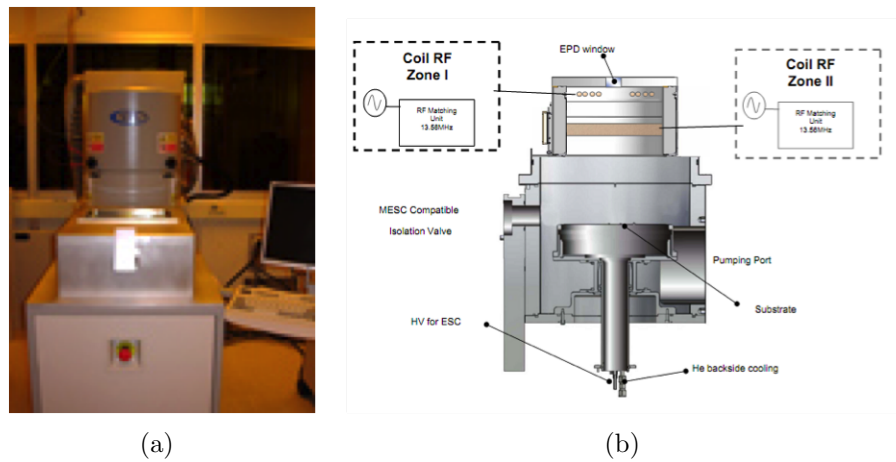 EPD window
Coil RF
Zone I
RF Matching
Unit
13.56MHz
Coil RF
Zone II
RF Matching
Unit
13.56MHz
MESC Compatible
Isolation Valve
Pumping Port
Substrate
HV for ESC
He backside cooling
(a)
(b)